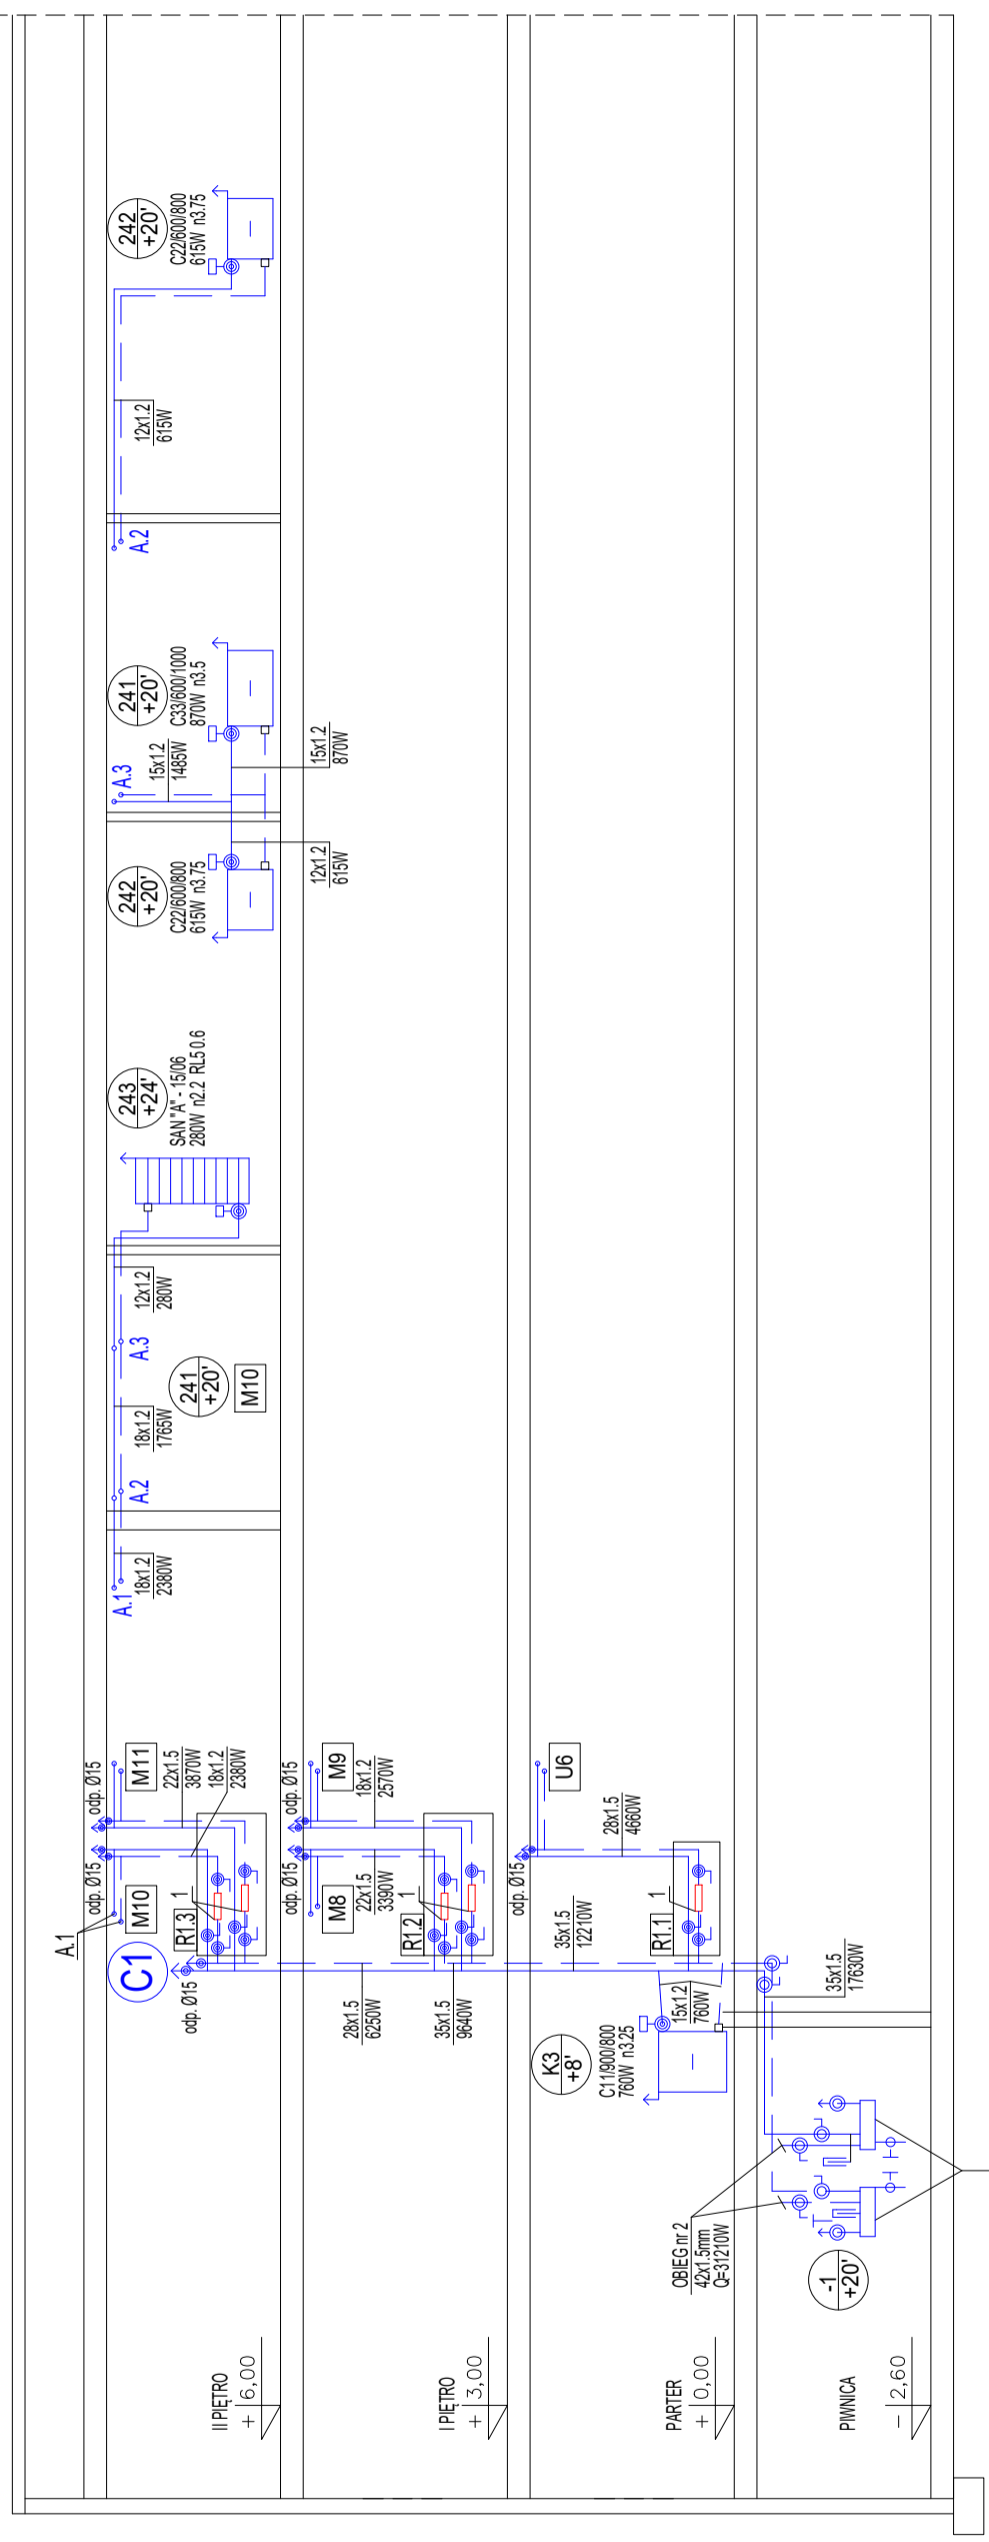 II PIĘTRO
+ 6,00
I PIĘTRO
+ 3,00
PARTER
+ 0,00
PIWNICA
- 2,60
A.1
C1
odp. Ø15
M10
odp. Ø15
R1.3
1
odp. Ø15
M11
22x1.5
3870W
18x1.2
2380W
28x1.5
6250W
odp. Ø15
M8
22x1.5
3390W
R1.2
1
odp. Ø15
M9
18x1.2
2570W
35x1.5
9640W
odp. Ø15
U6
28x1.5
4660W
35x1.5
12210W
R1.1
1
K3
+8'
C11/900/800
760W n3.25
15x1.2
760W
35x1.5
17630W
OBIEG nr 2
42x1.5mm
Q=31210W
-1
+20'
A.1
18x1.2
2380W
A.2
18x1.2
1765W
A.3
241
+20'
M10
12x1.2
280W
243
+24'
SAN "A" - 15/06
280W n2.2 RL5 0.6
242
+20'
C22/600/800
615W n3.75
A.3
15x1.2
1485W
241
+20'
C33/600/1000
870W n3.5
12x1.2
615W
15x1.2
870W
A.2
12x1.2
615W
242
+20'
C22/600/800
615W n3.75